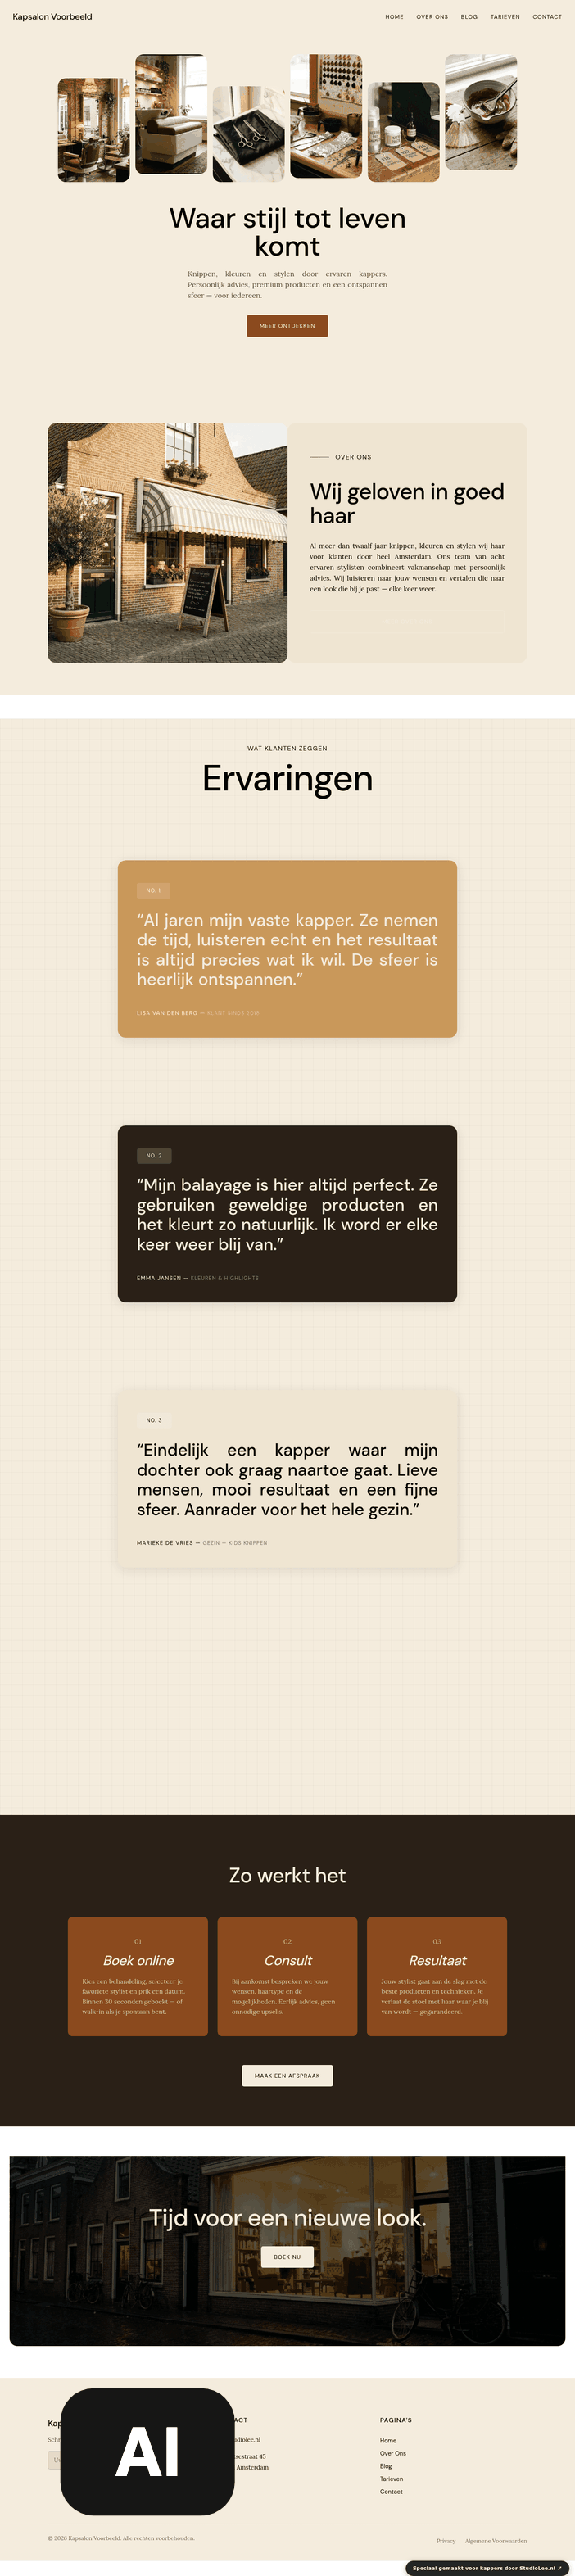 Kapsalon Voorbeeld
HOME OVER ONS BLOG TARIEVEN CONTACT
Waar stijl tot leven
komt
Knippen, kleuren en stylen door ervaren kappers.
Persoonlijk advies, premium producten en een ontspannen
sfeer — voor iedereen.
MEER ONTDEKKEN
OVER ONS
Wij geloven in goed
haar
Al meer dan twaalf jaar knippen, kleuren en stylen wij haar
voor klanten door heel Amsterdam. Ons team van acht
ervaren stylisten combineert vakmanschap met persoonlijk
advies. Wij luisteren naar jouw wensen en vertalen die naar
een look die bij je past — elke keer weer.
WAT KLANTEN ZEGGEN
Ervaringen
NO. 1
“Al jaren mijn vaste kapper. Ze nemen
de tijd, luisteren echt en het resultaat
is altijd precies wat ik wil. De sfeer is
heerlijk ontspannen.”
LISA VAN DEN BERG — KLANT SINDS 2018
NO. 2
“Mijn balayage is hier altijd perfect. Ze
gebruiken geweldige producten en
het kleurt zo natuurlijk. Ik word er elke
keer weer blij van.”
EMMA JANSEN — KLEUREN & HIGHLIGHTS
NO. 3
“Eindelijk een kapper waar mijn
dochter ook graag naartoe gaat. Lieve
mensen, mooi resultaat en een fijne
sfeer. Aanrader voor het hele gezin.”
MARIEKE DE VRIES — GEZIN — KIDS KNIPPEN
Zo werkt het
01
Boek online
Kies een behandeling, selecteer je
favoriete stylist en prik een datum.
Binnen 30 seconden geboekt — of
walk-in als je spontaan bent.
02
Consult
Bij aankomst bespreken we jouw
wensen, haartype en de
mogelijkheden. Eerlijk advies, geen
onnodige upsells.
03
Resultaat
Jouw stylist gaat aan de slag met de
beste producten en technieken. Je
verlaat de stoel met haar waar je blij
van wordt — gegarandeerd.
MAAK EEN AFSPRAAK
Tijd voor een nieuwe look.
BOEK NU
AI
PAGINA'S
Home
Over Ons
Blog
Tarieven
Contact
sestraat 45
Amsterdam
© 2026 Kapsalon Voorbeeld. Alle rechten voorbehouden.
Privacy Algemene Voorwaarden
Speciaal gemaakt voor kappers door StudioLee.nl ↗